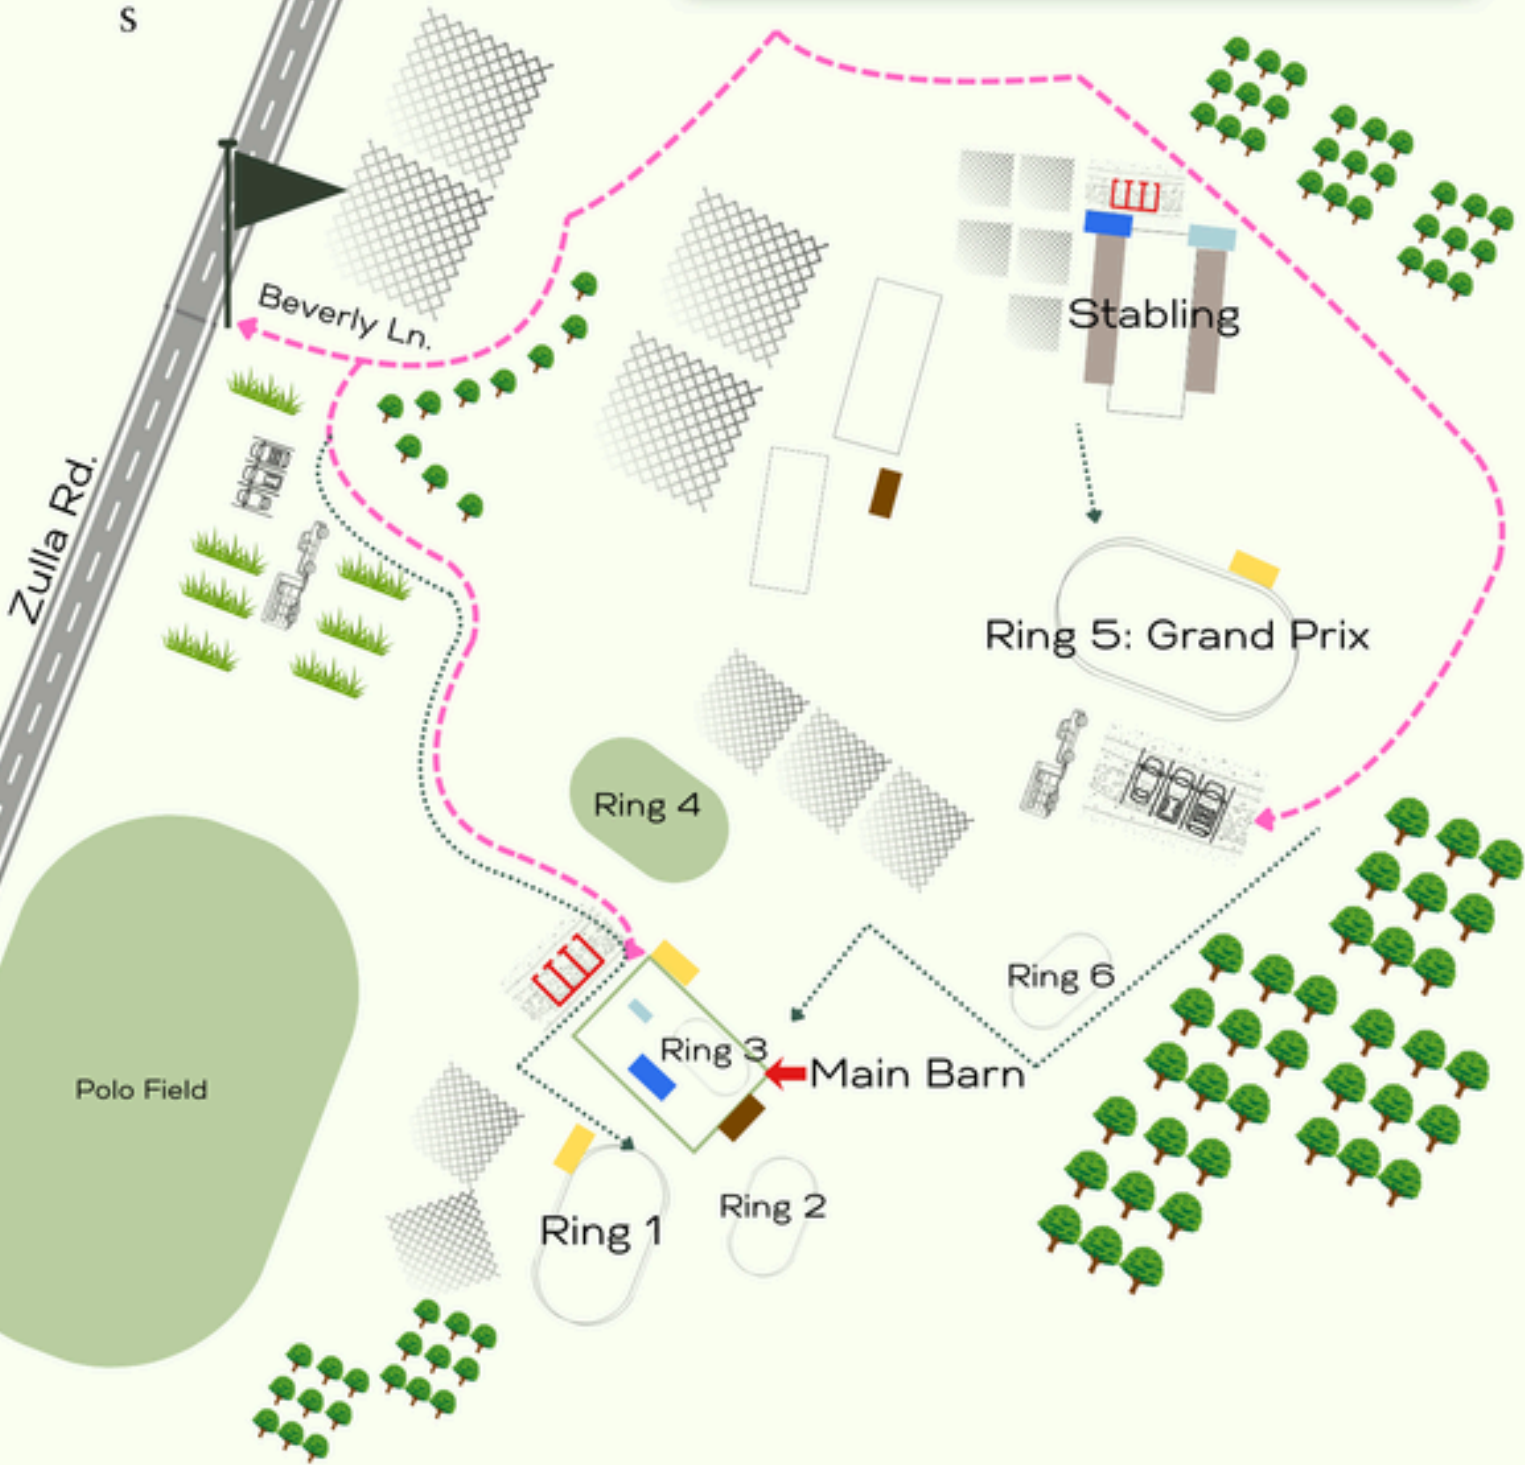 S
Beverly Ln.
Stabling
Zulla Rd.
Ring 5: Grand Prix
Ring 4
Ring 6
Ring 3
Main Barn
Polo Field
Ring 2
Ring 1